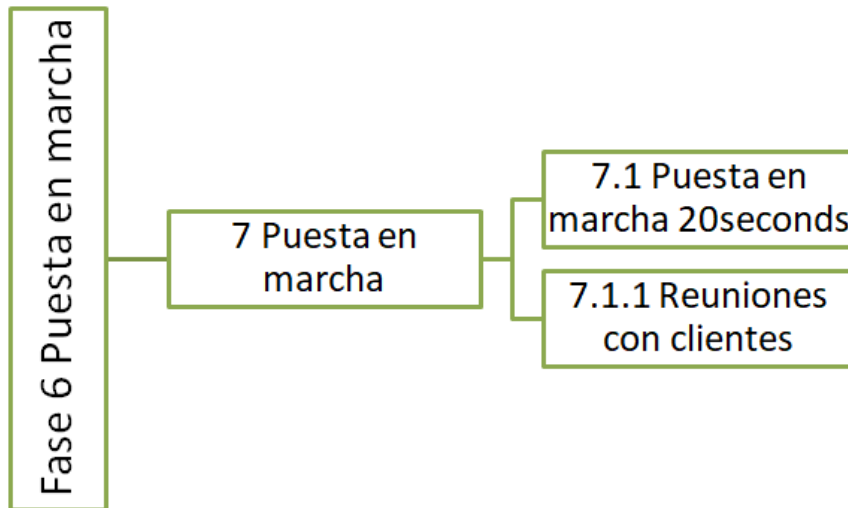 Fase 6 Puesta en marcha
7 Puesta en
marcha
7.1 Puesta en
marcha 20seconds
7.1.1 Reuniones
con clientes